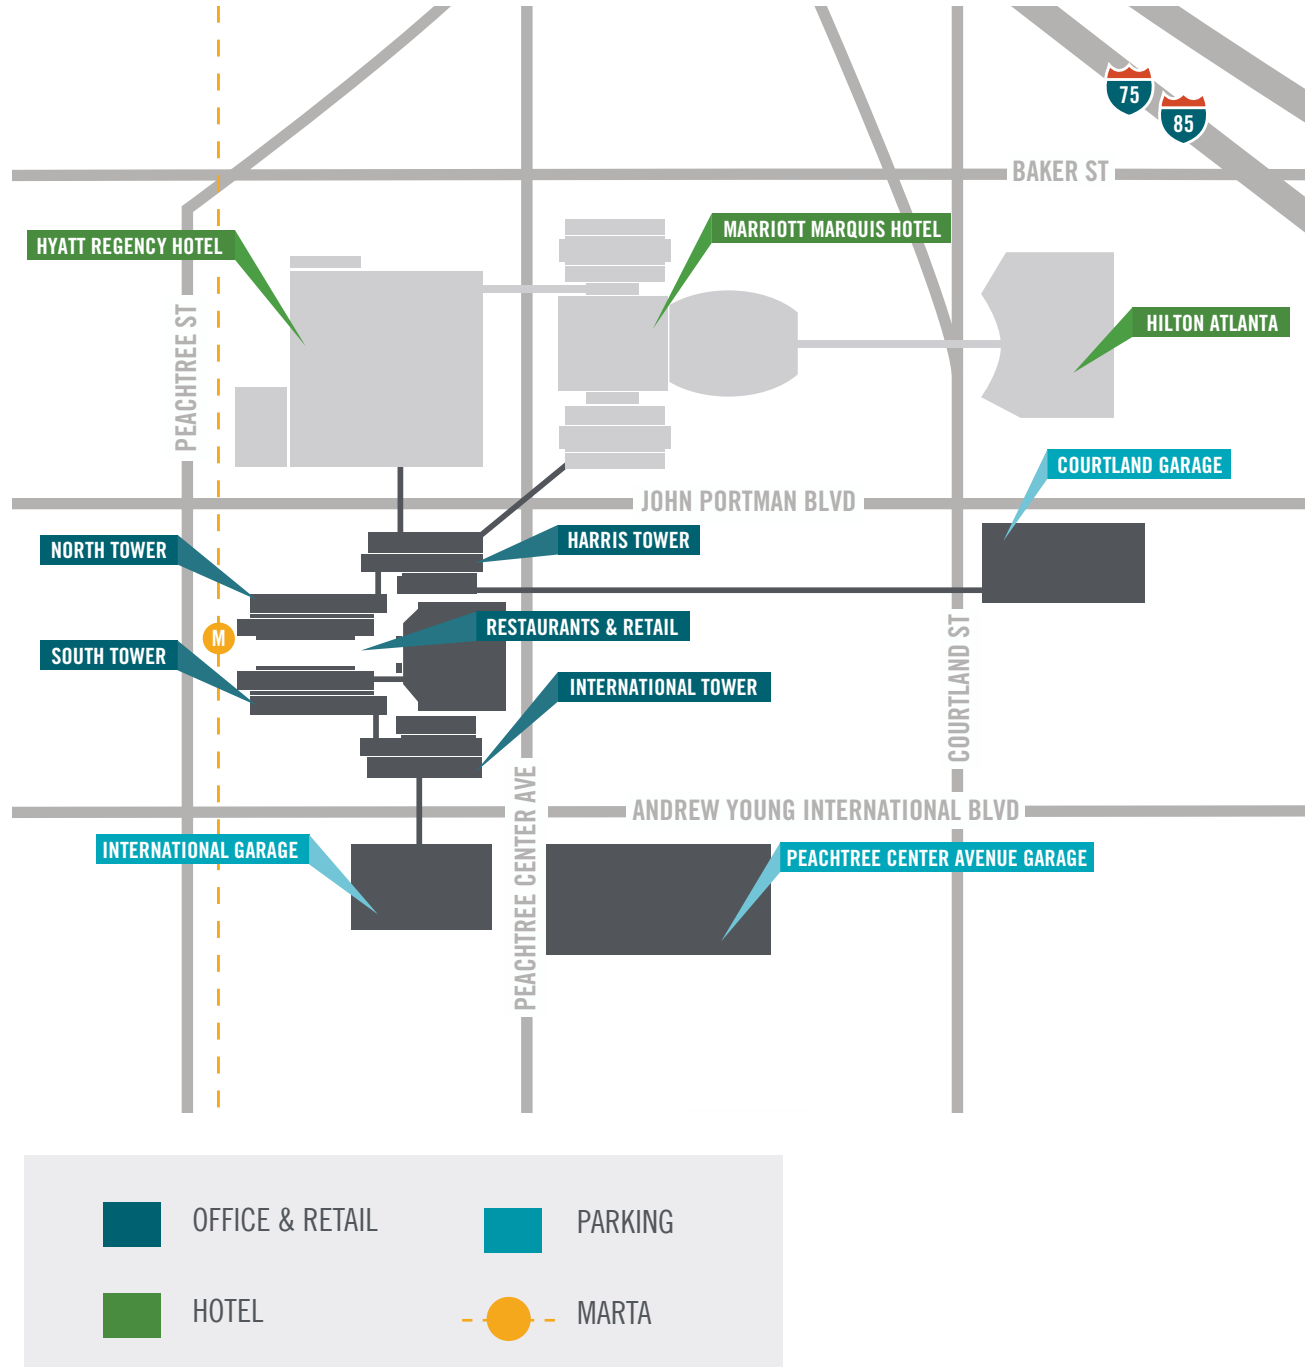 75
85
BAKER ST
MARRIOTT MARQUIS HOTEL
HYATT REGENCY HOTEL
HILTON ATLANTA
PEACHTREE ST
COURTLAND GARAGE
JOHN PORTMAN BLVD
HARRIS TOWER
NORTH TOWER
RESTAURANTS & RETAIL
M
SOUTH TOWER
INTERNATIONAL TOWER
COURTLAND ST
PEACHTREE CENTER AVE
ANDREW YOUNG INTERNATIONAL BLVD
INTERNATIONAL GARAGE
PEACHTREE CENTER AVENUE GARAGE
OFFICE & RETAIL
PARKING
HOTEL
MARTA